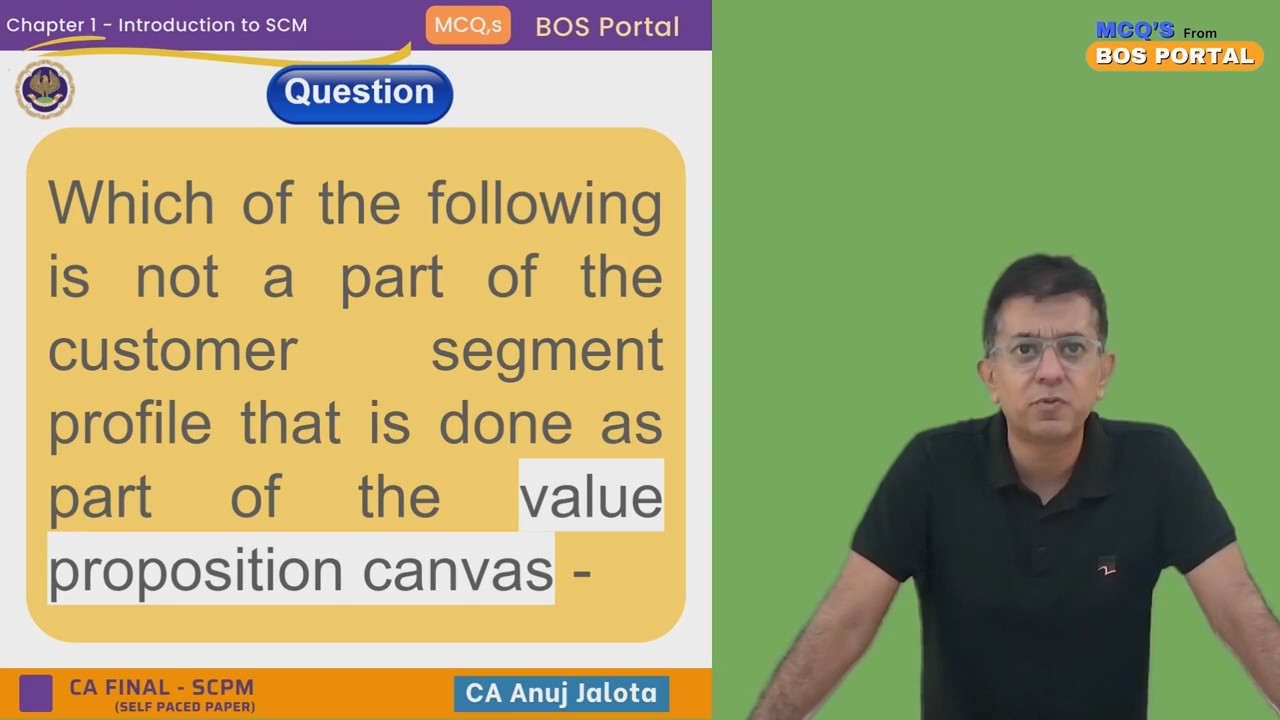 Chapter 1 - Introduction to SCM
MCQ,s
BOS Portal
MCQ'S From
BOS PORTAL
Question
Which of the following
is not a part of the
customer segment
profile that is done as
part of the value
proposition canvas -
CA FINAL - SCPM
(SELF PACED PAPER)
CA Anuj Jalota